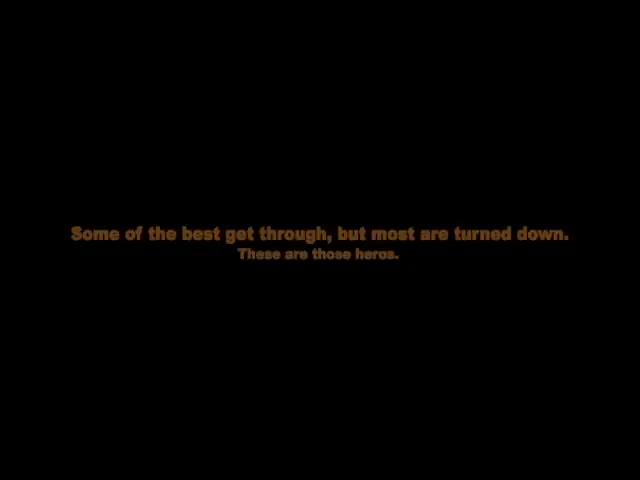 Some of the best get through, but most are turned down.
These are those heros.